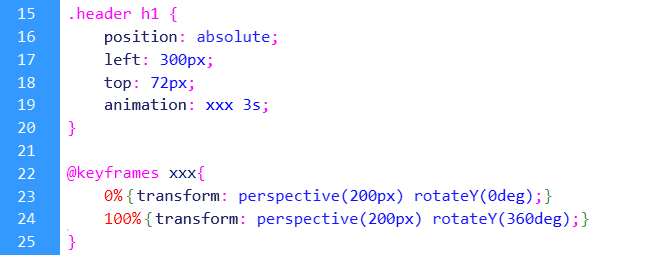 15 .header h1 {
16     position: absolute;
17     left: 300px;
18     top: 72px;
19     animation: xxx 3s;
20 }
21
22 @keyframes xxx{
23     0%{transform: perspective(200px) rotateY(0deg);}
24     100%{transform: perspective(200px) rotateY(360deg);}
25 }